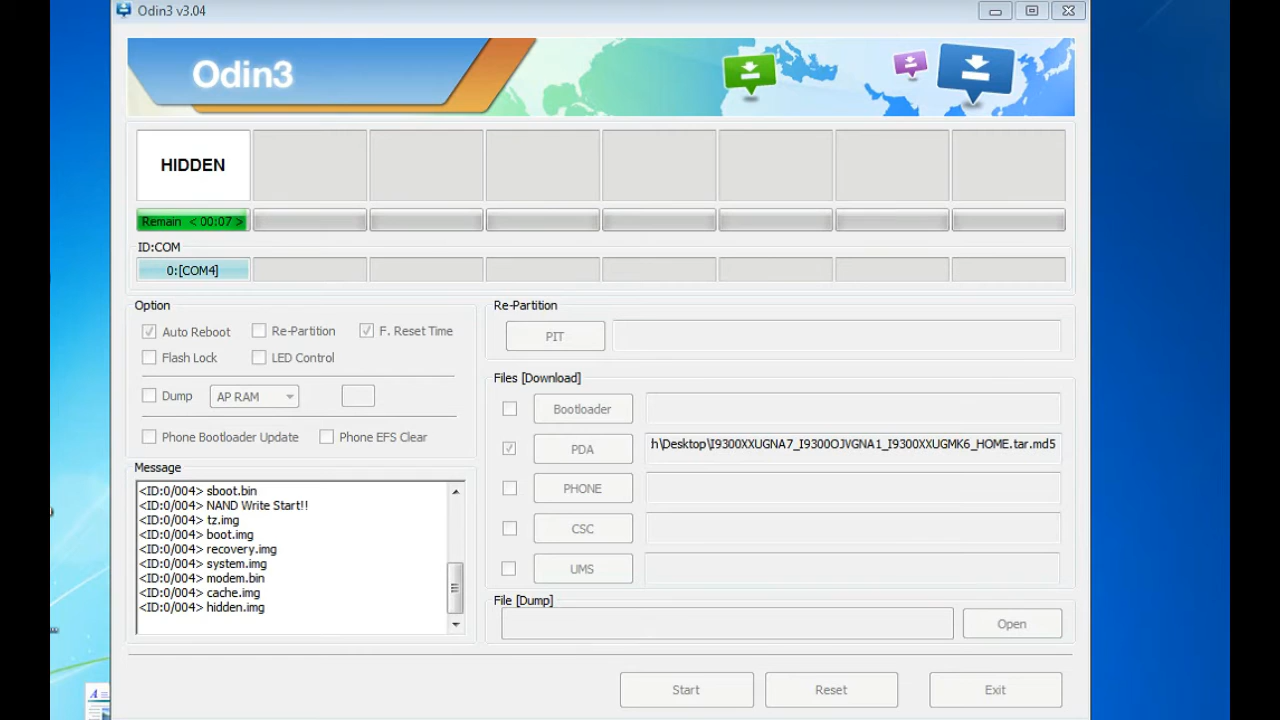 Odin3 v3.04
Odin3
HIDDEN
Remain < 00:07 >
ID:COM
0:[COM4]
Option
Auto Reboot
Re-Partition
F. Reset Time
Flash Lock
LED Control
Dump
AP RAM
Phone Bootloader Update
Phone EFS Clear
Message
<ID:0/004> sboot.bin
<ID:0/004> NAND Write Start!!
<ID:0/004> tz.img
<ID:0/004> boot.img
<ID:0/004> recovery.img
<ID:0/004> system.img
<ID:0/004> modem.bin
<ID:0/004> cache.img
<ID:0/004> hidden.img
Re-Partition
PIT
Files [Download]
Bootloader
PDA
h\Desktop\I9300XXUGNA7_I9300OJVGNA1_I9300XXUGMK6_HOME.tar.md5
PHONE
CSC
UMS
File [Dump]
Open
Start
Reset
Exit